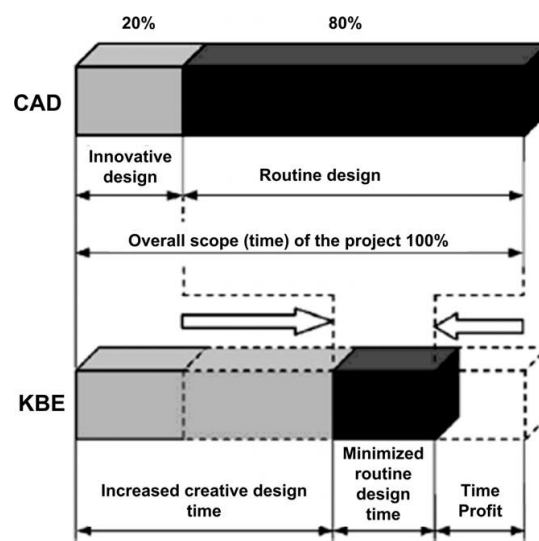 20% 80%
CAD
Innovative
design
Routine design
Overall scope (time) of the project 100%
KBE
Increased creative design
time
Minimized
routine
design
time
Time
Profit